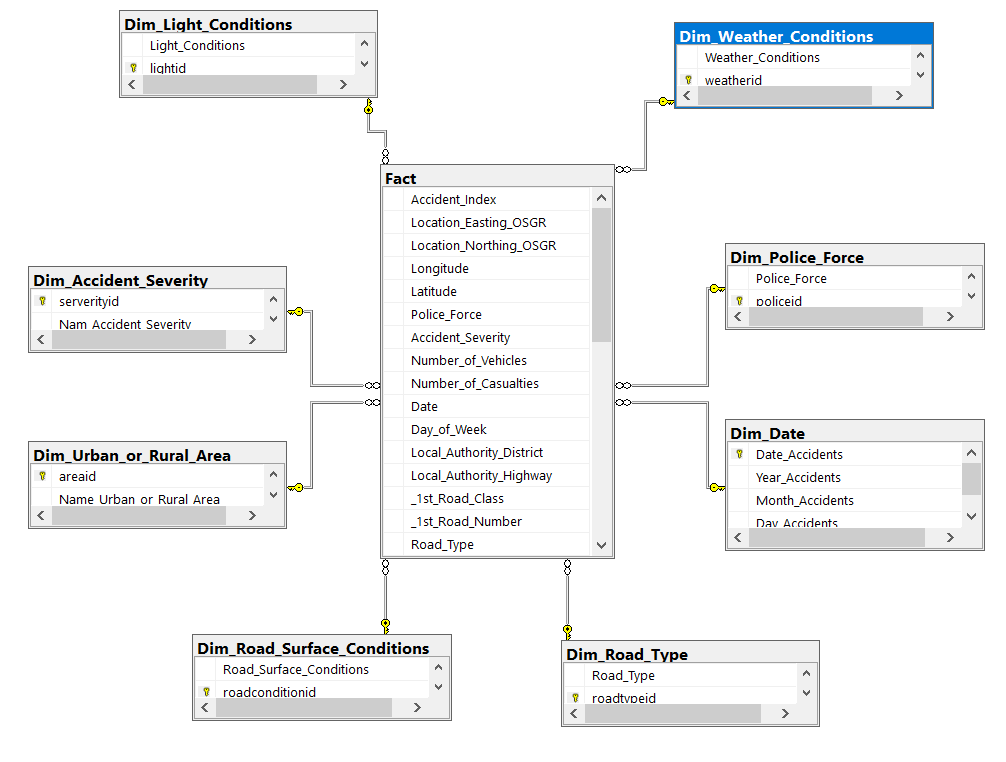 Dim_Light_Conditions
Light_Conditions
lightid
Dim_Weather_Conditions
Weather_Conditions
weatherid
Fact
Accident_Index
Location_Easting_OSGR
Location_Northing_OSGR
Longitude
Latitude
Police_Force
Accident_Severity
Number_of_Vehicles
Number_of_Casualties
Date
Day_of_Week
Local_Authority_District
Local_Authority_Highway
_1st_Road_Class
_1st_Road_Number
Road_Type
Dim_Accident_Severity
serverityid
Nam_Accident_Severity
Dim_Police_Force
Police_Force
policeid
Dim_Urban_or_Rural_Area
areaid
Name_Urban_or_Rural_Area
Dim_Date
Date_Accidents
Year_Accidents
Month_Accidents
Day_Accidents
Dim_Road_Surface_Conditions
Road_Surface_Conditions
roadconditionid
Dim_Road_Type
Road_Type
roadtypeid